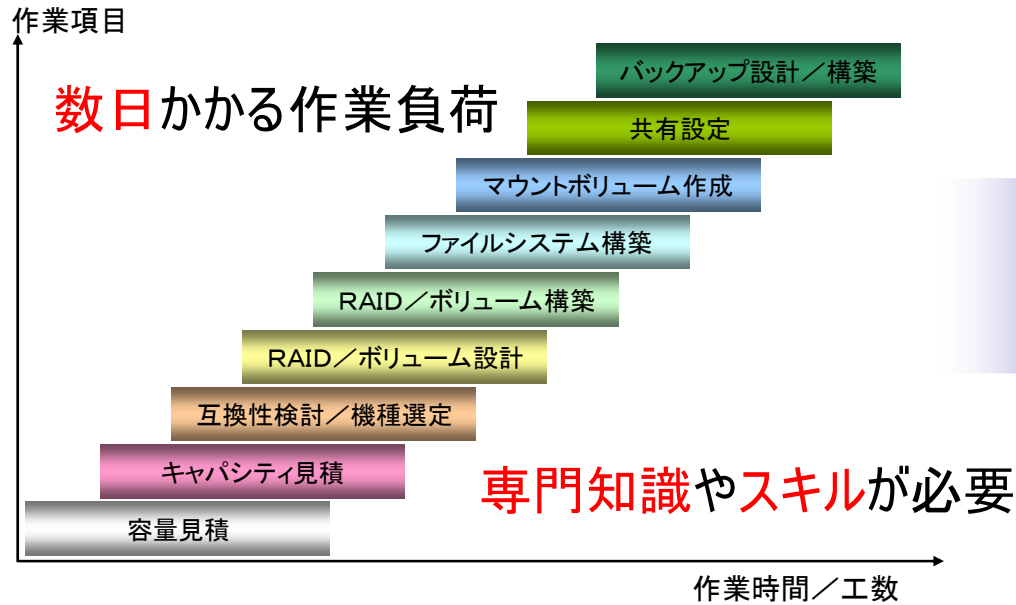 作業項目
バックアップ設計／構築
数日かかる作業負荷
共有設定
マウントボリューム作成
ファイルシステム構築
RAID／ボリューム構築
RAID／ボリューム設計
互換性検討／機種選定
キャパシティ見積
専門知識やスキルが必要
容量見積
作業時間／工数